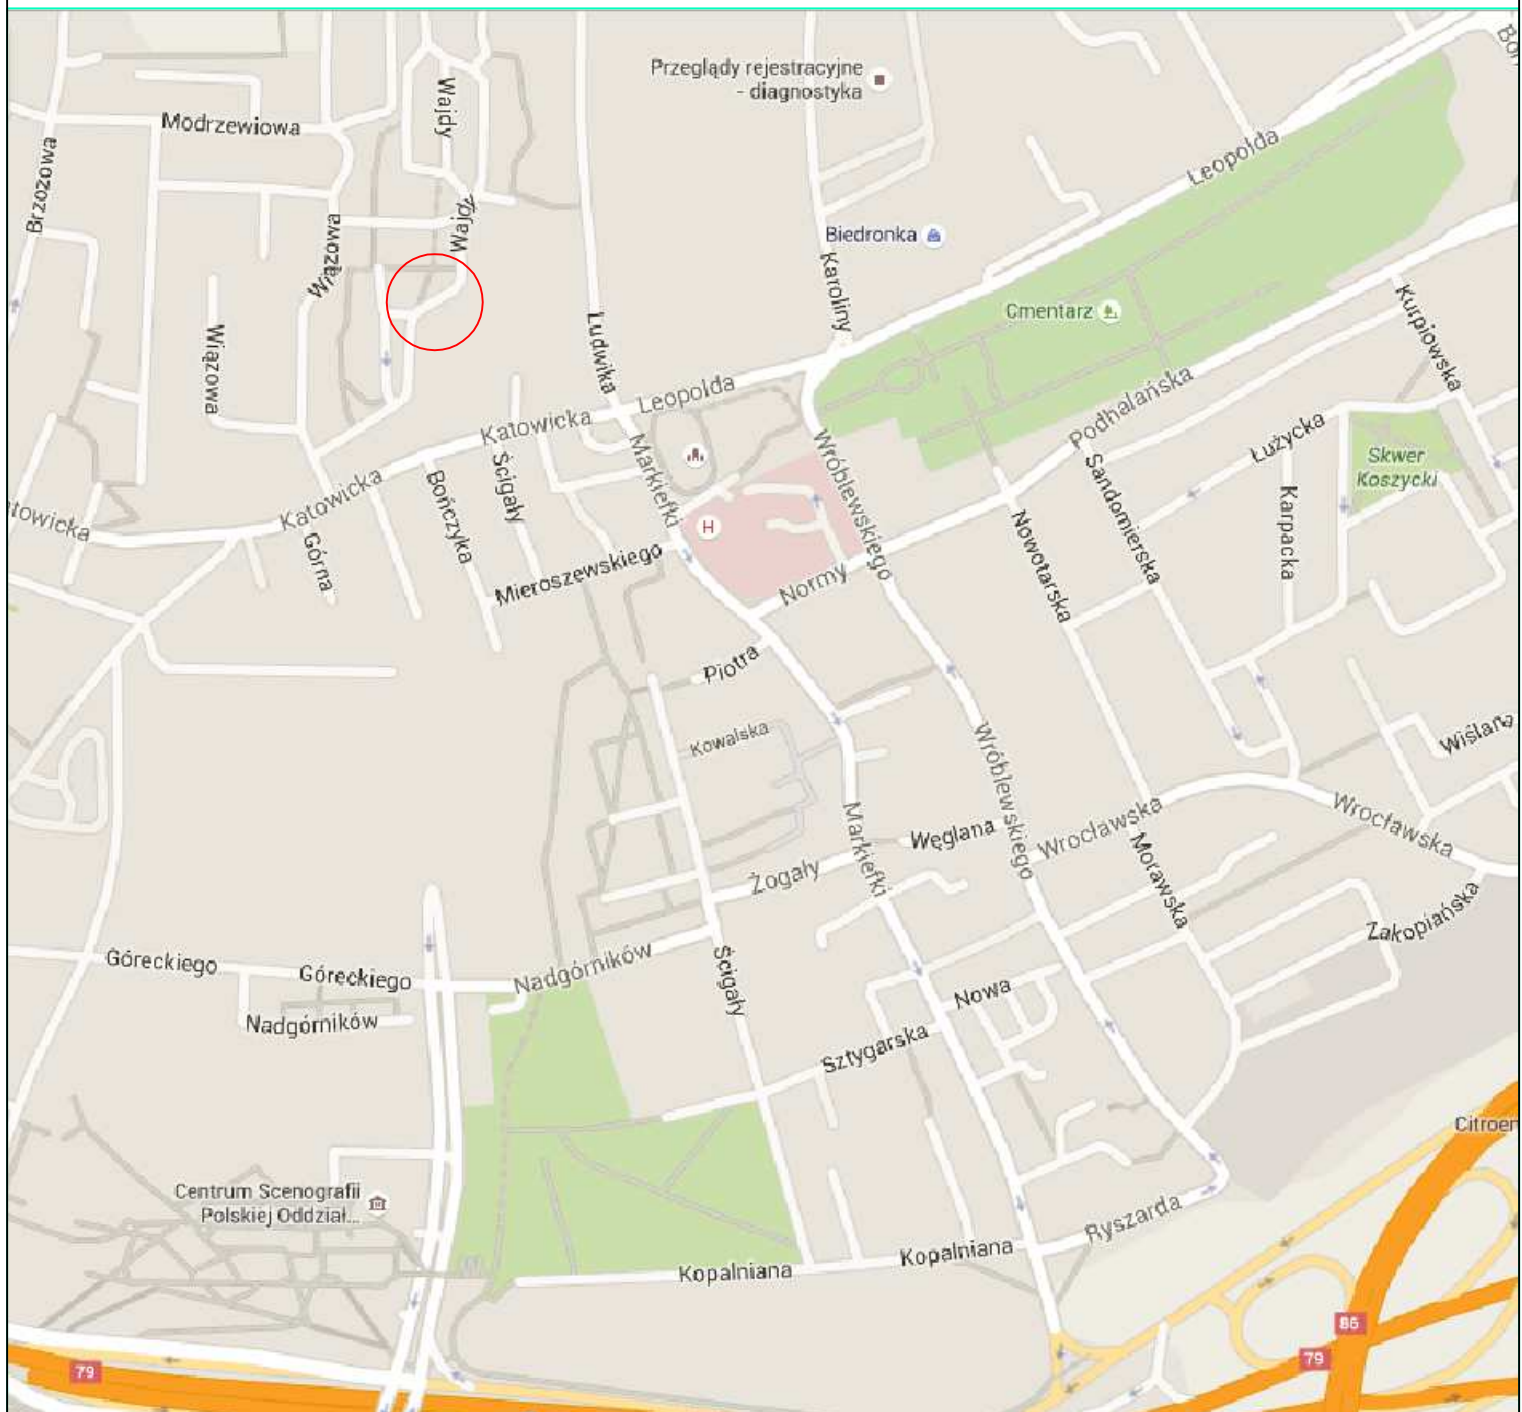 Przeglądy rejestracyjne
- diagnostyka
Modrzewiowa
Wajdy
Brzozowa
Leopolda
Wajdy
Wiązowa
Biedronka
Karoliny
Cmentarz
Kurpiowska
Wiązowa
Ludwika
Leopolda
Katowicka
Podhalańska
Łużycka
Markiefki
Wróblewskiego
Sandomierska
Skwer
Koszycki
Ścigały
Bończyka
Katowicka
towicka
Karpacka
H
Górna
Nowotarska
Mieroszewskiego
Normy
Piotra
Kowalska
Wiślana
Wróblewskiego
Wrocławska
Wrocławska
Węglana
Markiefki
Morawska
Żogały
Zakopiańska
Góreckiego
Góreckiego
Nadgórników
Ścigały
Nowa
Nadgórników
Sztygarska
Citroen
Centrum Scenografii
Polskiej Oddział...
Ryszarda
Kopalniana
Kopalniana
86
79
79